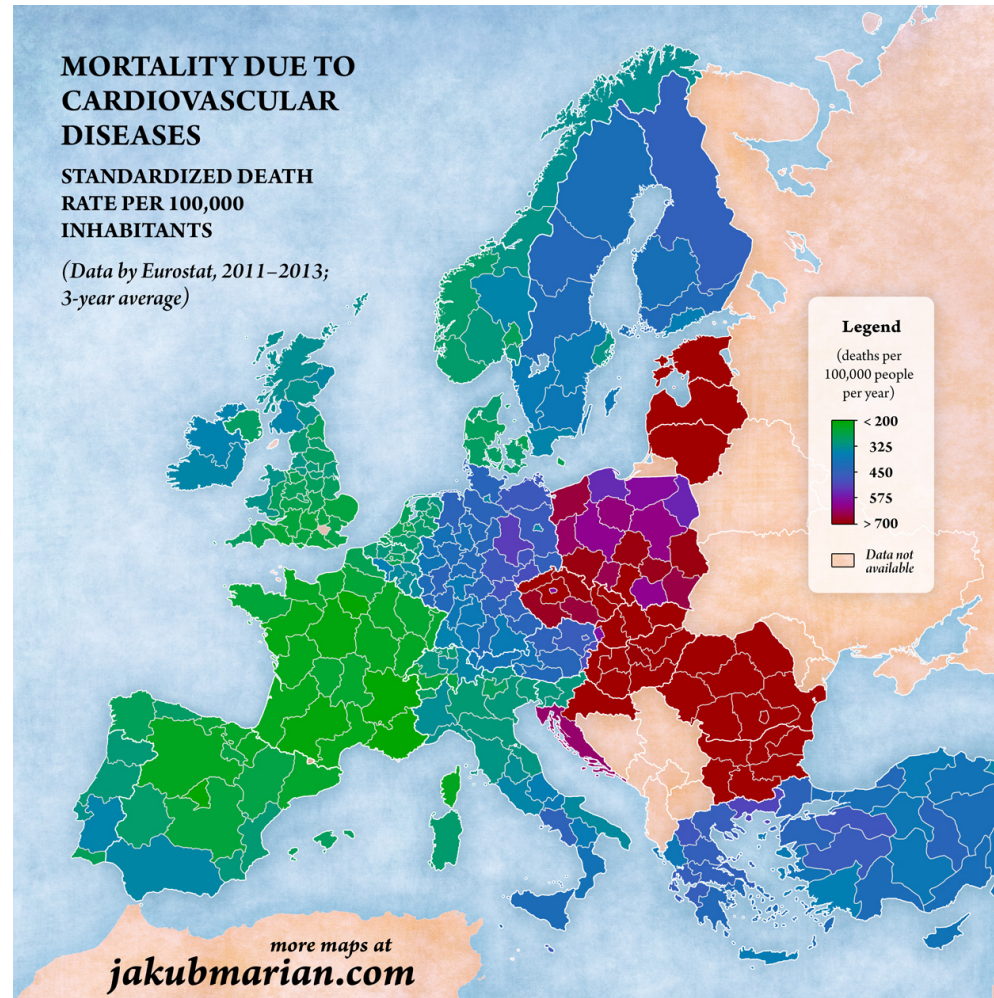 MORTALITY DUE TO
CARDIOVASCULAR
DISEASES
STANDARDIZED DEATH
RATE PER 100,000
INHABITANTS
(Data by Eurostat, 2011–2013;
3-year average)
Legend
(deaths per
100,000 people
per year)
< 200
325
450
575
> 700
Data not
available
more maps at
jakubmarian.com